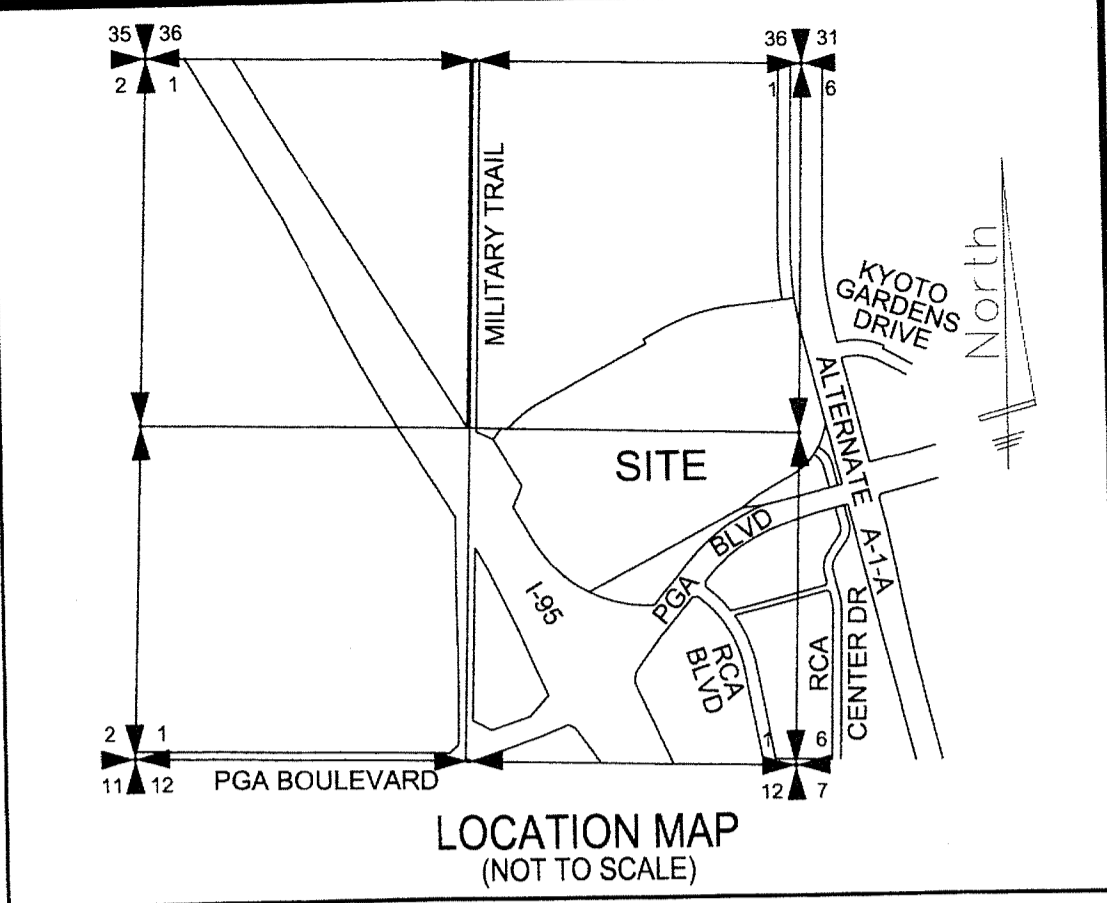 35 36
36 31
2 1
1 6
MILITARY TRAIL
North
KYOTO
GARDENS
DRIVE
ALTERNATE A-1-A
SITE
PGA BLVD
I-95
RCA
BLVD
RCA
CENTER DR
2 1
1 6
11 12
PGA BOULEVARD
12 7
LOCATION MAP
(NOT TO SCALE)